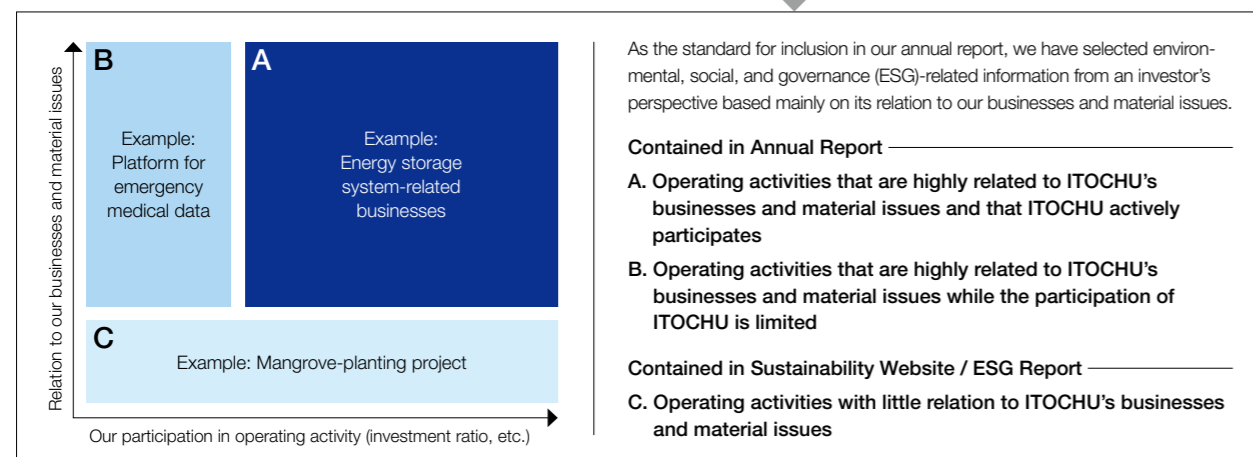 Relation to our businesses and material issues
B
Example:
Platform for
emergency
medical data
A
Example:
Energy storage
system-related
businesses
C
Example: Mangrove-planting project
Our participation in operating activity (investment ratio, etc.)
As the standard for inclusion in our annual report, we have selected environ-
mental, social, and governance (ESG)-related information from an investor's
perspective based mainly on its relation to our businesses and material issues.
Contained in Annual Report
A. Operating activities that are highly related to ITOCHU's
businesses and material issues and that ITOCHU actively
participates
B. Operating activities that are highly related to ITOCHU's
businesses and material issues while the participation of
ITOCHU is limited
Contained in Sustainability Website / ESG Report
C. Operating activities with little relation to ITOCHU's businesses
and material issues